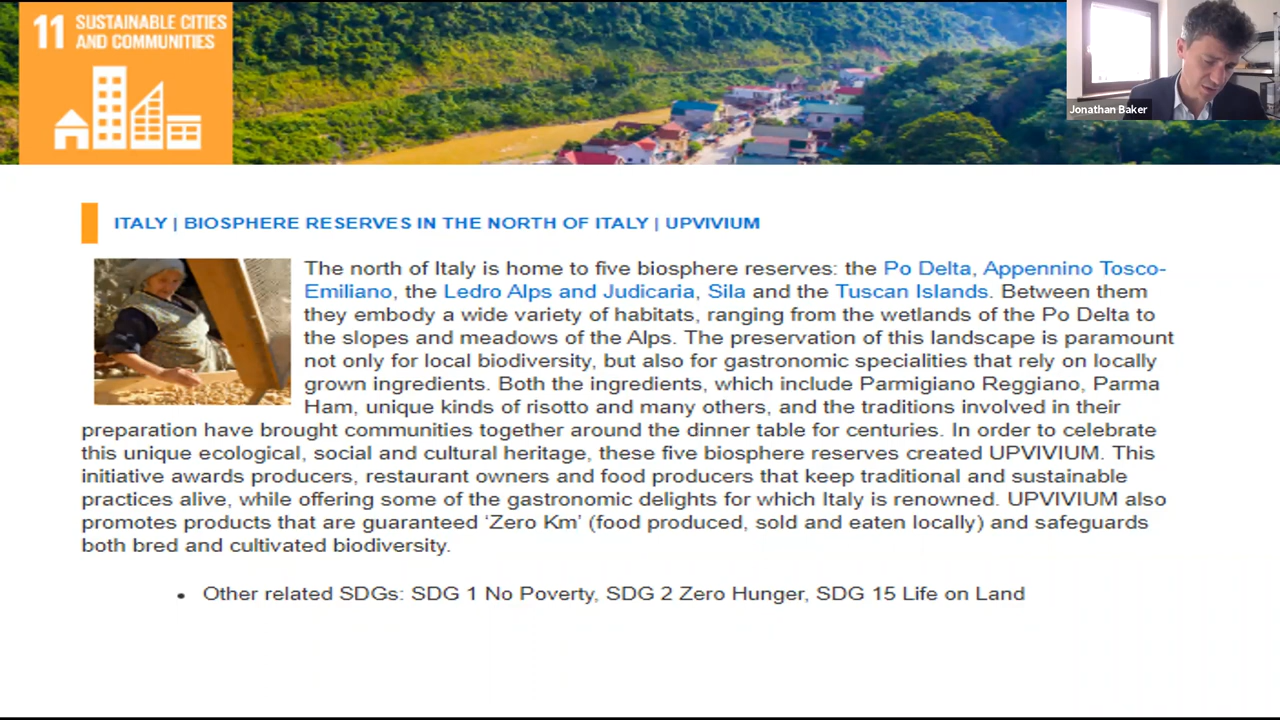 11 SUSTAINABLE CITIES
AND COMMUNITIES
Jonathan Baker
ITALY | BIOSPHERE RESERVES IN THE NORTH OF ITALY | UPVIVIUM
The north of Italy is home to five biosphere reserves: the Po Delta, Appennino Tosco-
Emiliano, the Ledro Alps and Judicaria, Sila and the Tuscan Islands. Between them
they embody a wide variety of habitats, ranging from the wetlands of the Po Delta to
the slopes and meadows of the Alps. The preservation of this landscape is paramount
not only for local biodiversity, but also for gastronomic specialities that rely on locally
grown ingredients. Both the ingredients, which include Parmigiano Reggiano, Parma
Ham, unique kinds of risotto and many others, and the traditions involved in their
preparation have brought communities together around the dinner table for centuries. In order to celebrate
this unique ecological, social and cultural heritage, these five biosphere reserves created UPVIVIUM. This
initiative awards producers, restaurant owners and food producers that keep traditional and sustainable
practices alive, while offering some of the gastronomic delights for which Italy is renowned. UPVIVIUM also
promotes products that are guaranteed ‘Zero Km’ (food produced, sold and eaten locally) and safeguards
both bred and cultivated biodiversity.
• Other related SDGs: SDG 1 No Poverty, SDG 2 Zero Hunger, SDG 15 Life on Land